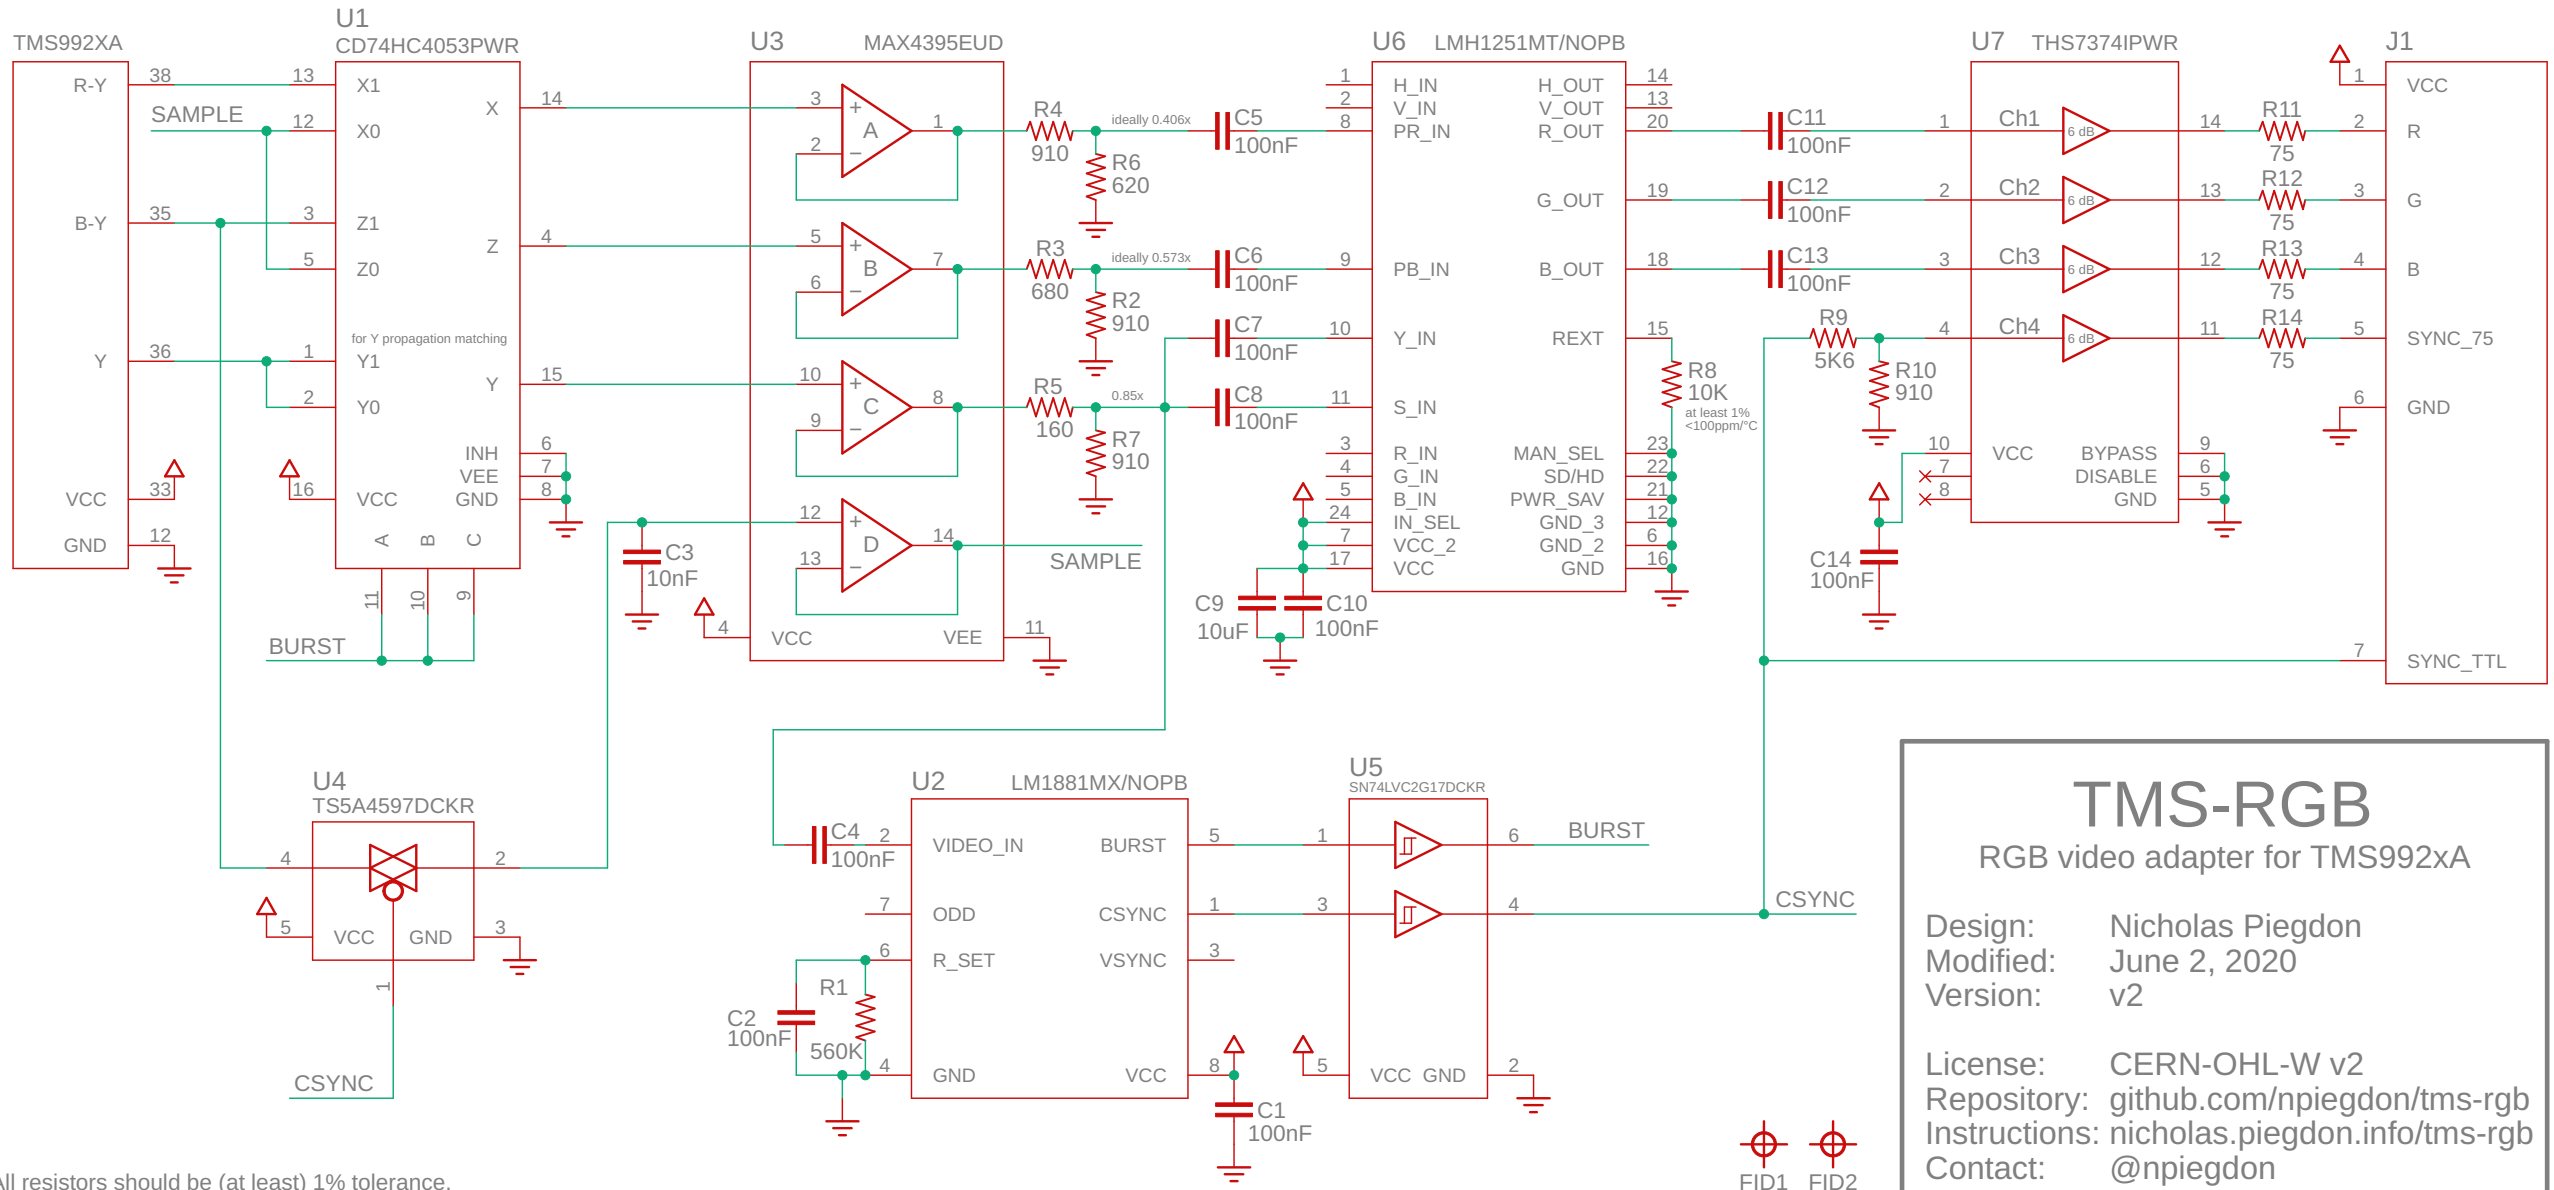 TMS992XA
R-Y 38
B-Y 35
Y 36
VCC 33
GND 12
SAMPLE
U1
CD74HC4053PWR
13 X1
12 X0
3 Z1
5 Z0
for Y propagation matching
1 Y1
2 Y0
16 VCC
X 14
Z 4
Y 15
INH 6
VEE 7
GND 8
A B C
11 10 9
BURST
U3 MAX4395EUD
3 + A 1
2 −
5 + B 7
6 −
10 + C 8
9 −
12 + D 14
13 −
4 VCC VEE 11
SAMPLE
C3
10nF
R4
910
R6
620
ideally 0.406x
R3
680
R2
910
ideally 0.573x
R5
160
R7
910
0.85x
C5
100nF
C6
100nF
C7
100nF
C8
100nF
U6 LMH1251MT/NOPB
1 H_IN H_OUT 14
2 V_IN V_OUT 13
8 PR_IN R_OUT 20
G_OUT 19
9 PB_IN B_OUT 18
10 Y_IN REXT 15
11 S_IN
3 R_IN MAN_SEL 23
4 G_IN SD/HD 22
5 B_IN PWR_SAV 21
24 IN_SEL GND_3 12
7 VCC_2 GND_2 6
17 VCC GND 16
C9
10uF
C10
100nF
R8
10K
at least 1%
<100ppm/°C
C11
100nF
C12
100nF
C13
100nF
R9
5K6
R10
910
C14
100nF
U7 THS7374IPWR
1 Ch1 6 dB 14
2 Ch2 6 dB 13
3 Ch3 6 dB 12
4 Ch4 6 dB 11
10 VCC BYPASS 9
7 DISABLE 6
8 GND 5
R11
75
R12
75
R13
75
R14
75
J1
1 VCC
2 R
3 G
4 B
5 SYNC_75
6 GND
7 SYNC_TTL
U4
TS5A4597DCKR
4 2
5 VCC GND 3
1
CSYNC
U2 LM1881MX/NOPB
C4
100nF
2 VIDEO_IN BURST 5
7 ODD CSYNC 1
6 R_SET VSYNC 3
4 GND VCC 8
R1
560K
C2
100nF
C1
100nF
U5
SN74LVC2G17DCKR
1 6 BURST
3 4 CSYNC
5 VCC GND 2
FID1 FID2
TMS-RGB
RGB video adapter for TMS992xA
Design: Nicholas Piegdon
Modified: June 2, 2020
Version: v2
License: CERN-OHL-W v2
Repository: github.com/npiegdon/tms-rgb
Instructions: nicholas.piegdon.info/tms-rgb
Contact: @npiegdon
All resistors should be (at least) 1% tolerance.